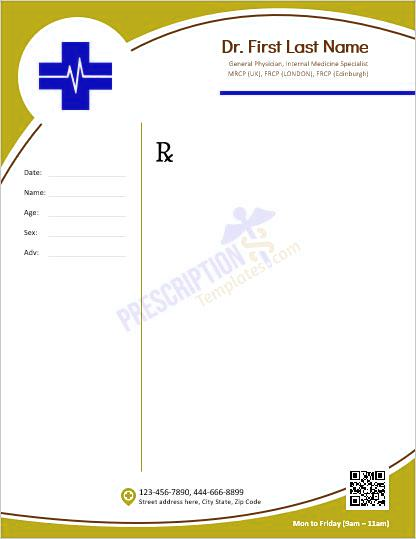 Dr. First Last Name
General Physician, Internal Medicine Specialist
MRCP (UK), FRCP (LONDON), FRCP (Edinburgh)
℞
Date:
Name:
Age:
Sex:
Adv:
PRESCRIPTION
Templates.com
123-456-7890, 444-666-8899
Street address here, City State, Zip Code
Mon to Friday [9am – 11am]